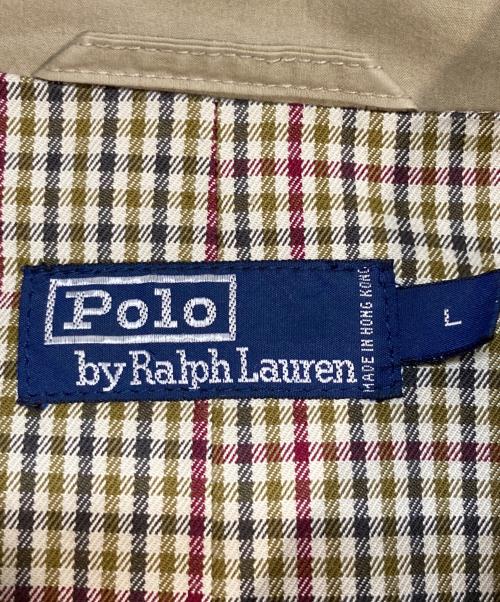 Polo
by Ralph Lauren
MADE IN HONG KONG
L